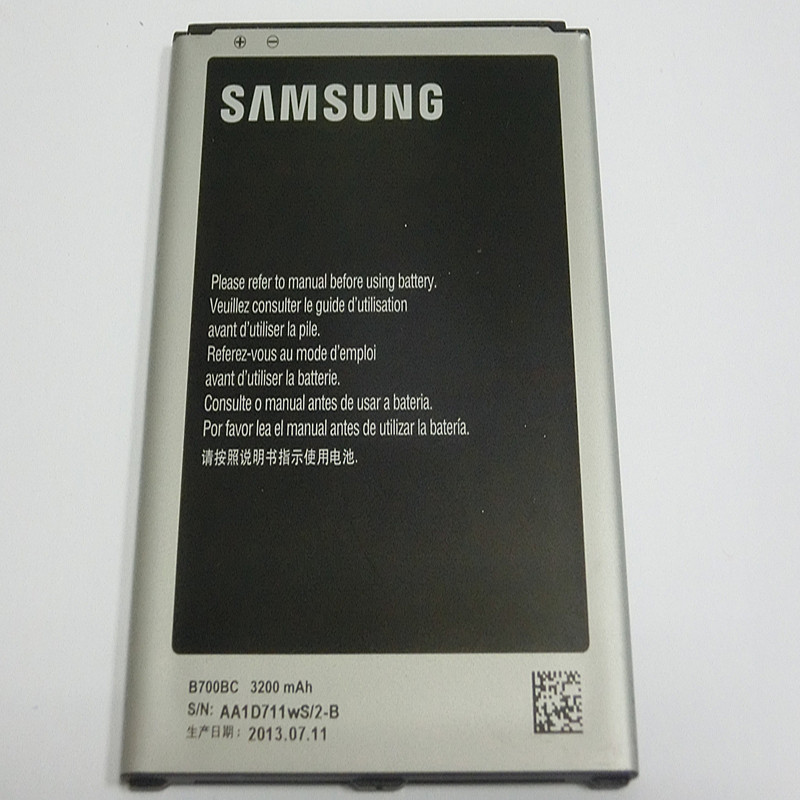 ⊕ ⊖
SAMSUNG
Please refer to manual before using battery.
Veuillez consulter le guide d'utilisation
avant d'utiliser la pile.
Referez-vous au mode d'emploi
avant d'utiliser la batterie.
Consulte o manual antes de usar a bateria.
Por favor lea el manual antes de utilizar la batería.
请按照说明书指示使用电池.
B700BC 3200 mAh
S/N: AA1D711wS/2-B
生产日期: 2013.07.11